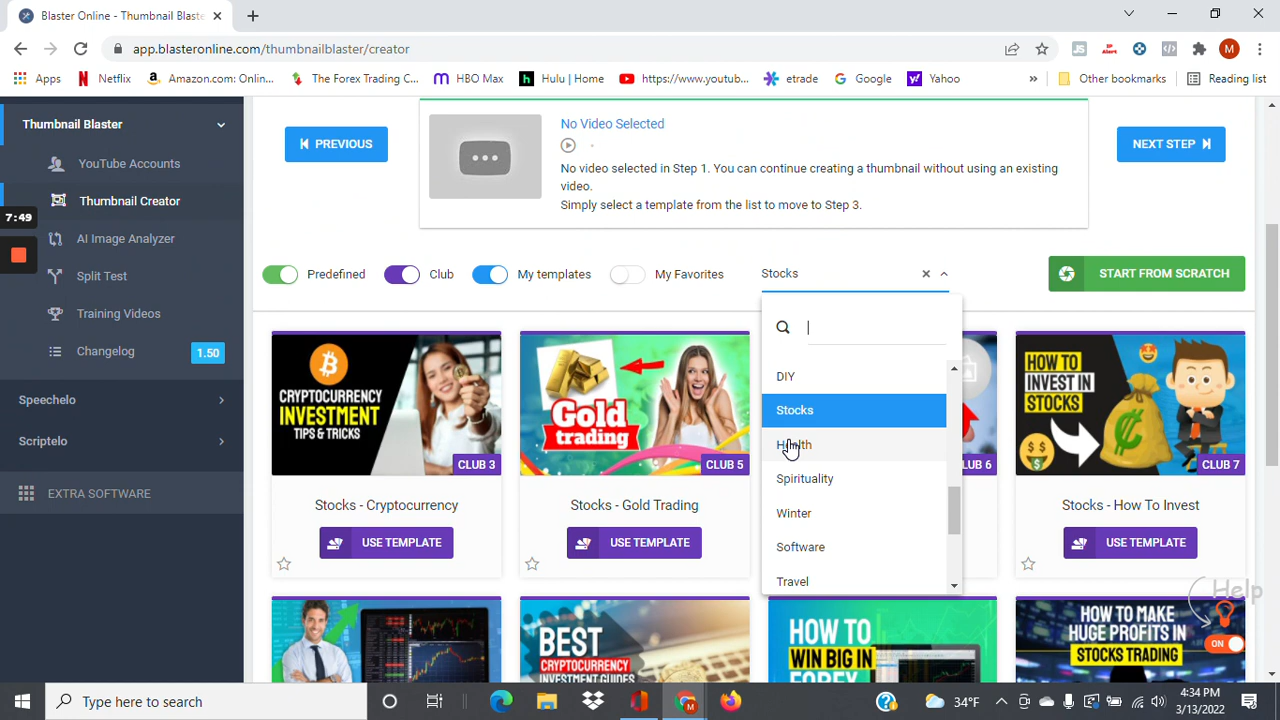 Blaster Online - Thumbnail Blaste
app.blasteronline.com/thumbnailblaster/creator
M
Apps
Netflix
Amazon.com: Onlin...
The Forex Trading C...
HBO Max
Hulu | Home
https://www.youtub...
etrade
Google
Yahoo
»
Other bookmarks
Reading list
Thumbnail Blaster
YouTube Accounts
Thumbnail Creator
7:49
AI Image Analyzer
Split Test
Training Videos
Changelog
1.50
Speechelo
Scriptelo
EXTRA SOFTWARE
PREVIOUS
No Video Selected
No video selected in Step 1. You can continue creating a thumbnail without using an existing
video.
Simply select a template from the list to move to Step 3.
NEXT STEP
Predefined
Club
My templates
My Favorites
Stocks
START FROM SCRATCH
DIY
Stocks
Health
Spirituality
Winter
Software
Travel
CRYPTOCURRENCY
INVESTMENT
TIPS & TRICKS
CLUB 3
Stocks - Cryptocurrency
USE TEMPLATE
Gold
trading
CLUB 5
Stocks - Gold Trading
USE TEMPLATE
LUB 6
HOW TO
INVEST IN
STOCKS
CLUB 7
Stocks - How To Invest
USE TEMPLATE
BEST
CRYPTOCURRENCY
INVESTMENT GUIDES
HOW TO
WIN BIG IN
FOREX
HOW TO MAKE
HUGE PROFITS IN
STOCKS TRADING
Help
ON
Type here to search
34°F
4:34 PM
3/13/2022